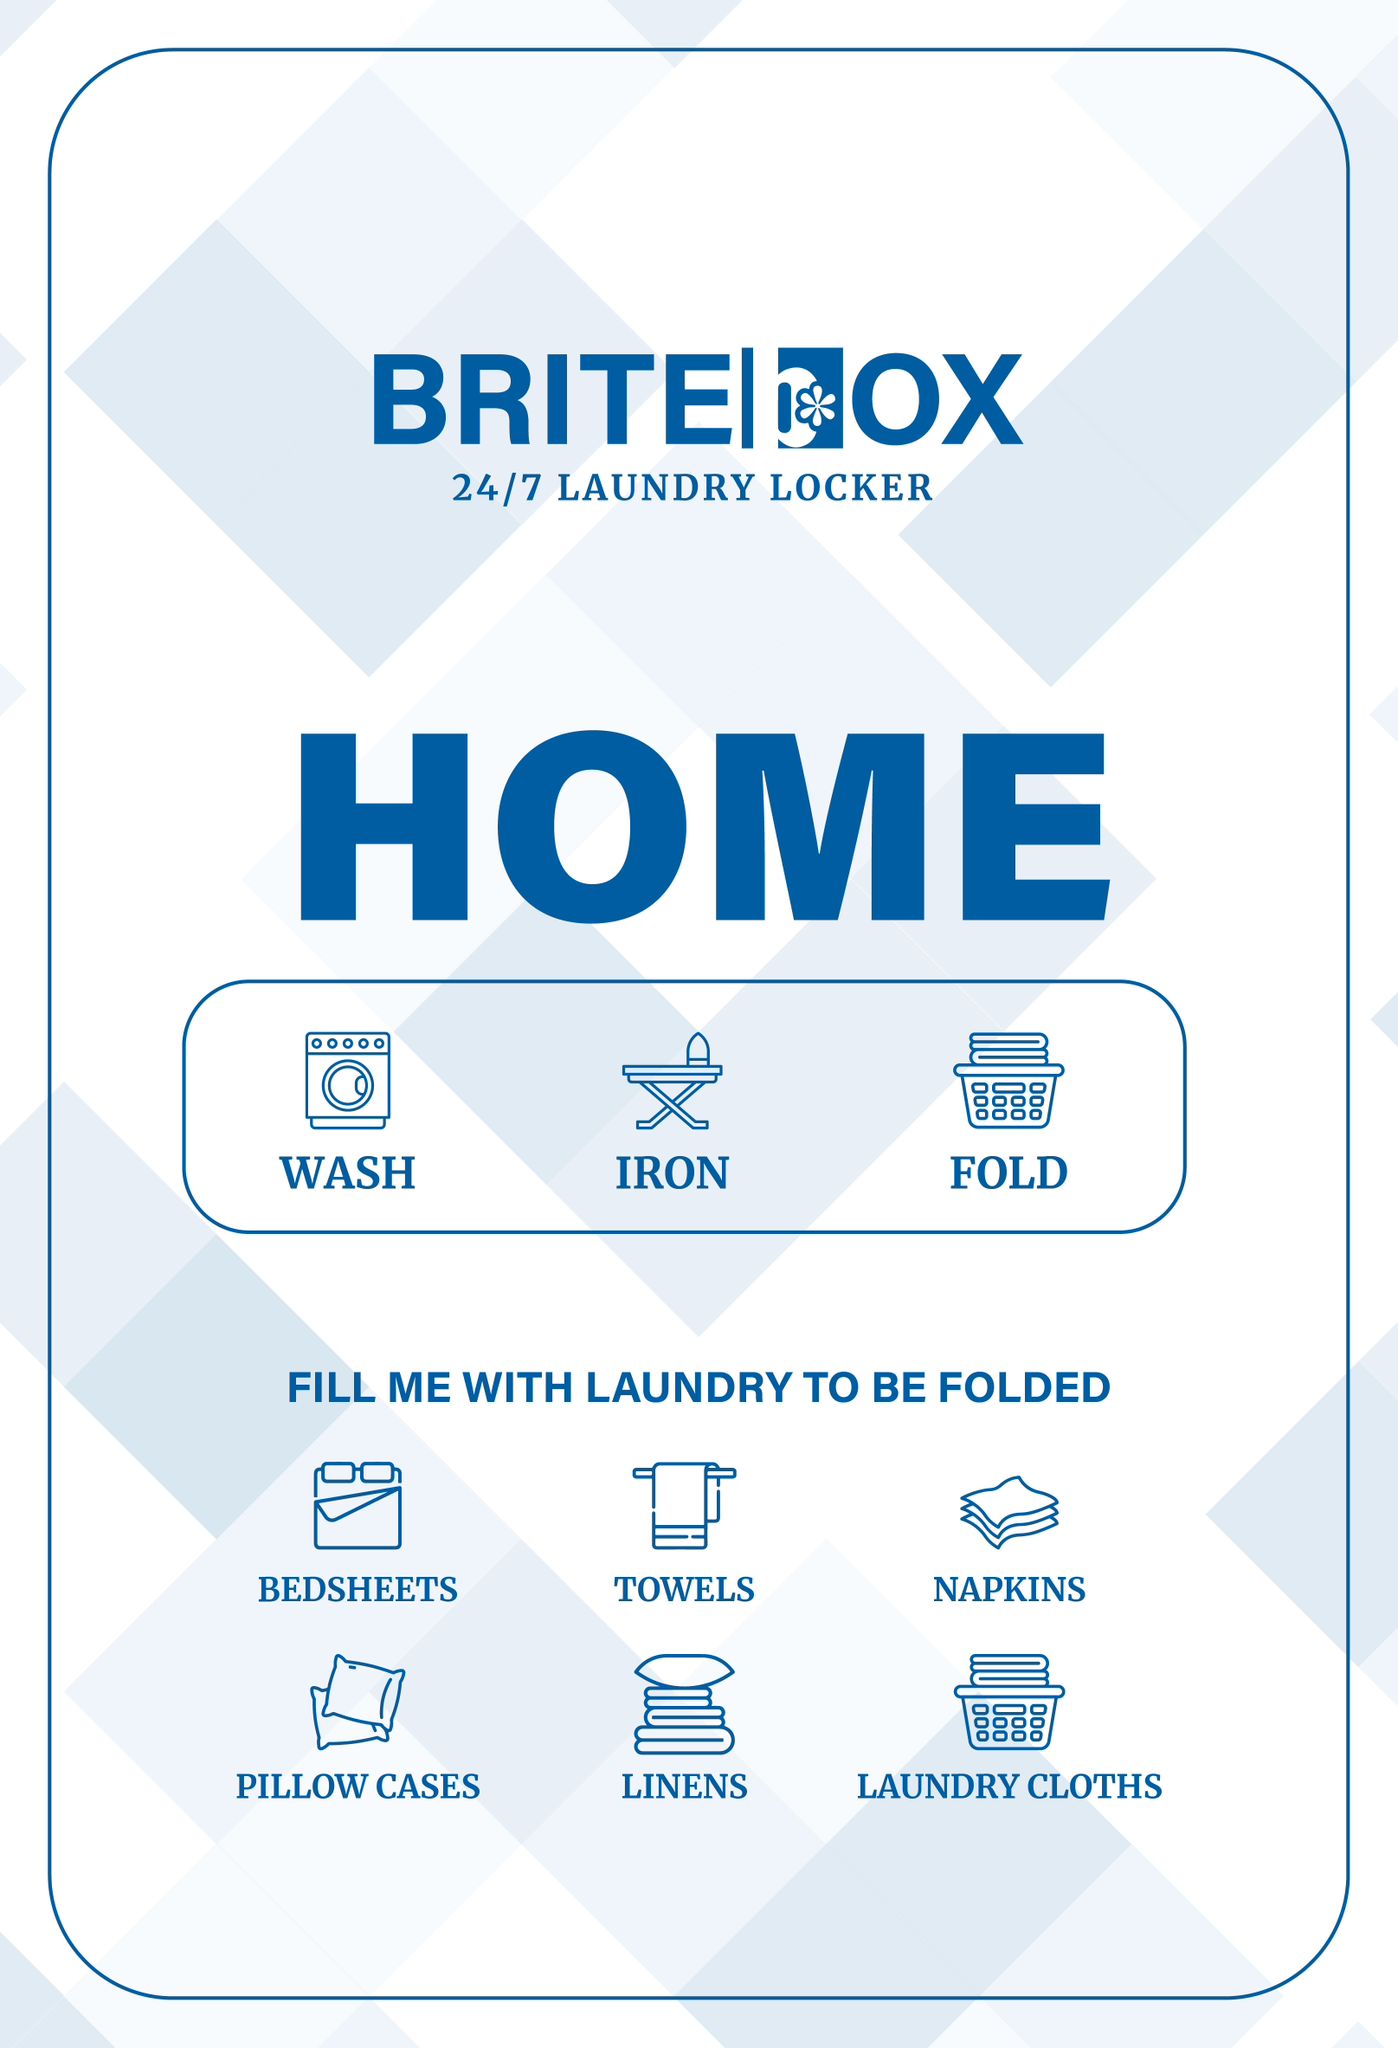 BRITE BOX
24/7 LAUNDRY LOCKER
HOME
WASH IRON FOLD
FILL ME WITH LAUNDRY TO BE FOLDED
BEDSHEETS TOWELS NAPKINS
PILLOW CASES LINENS LAUNDRY CLOTHS